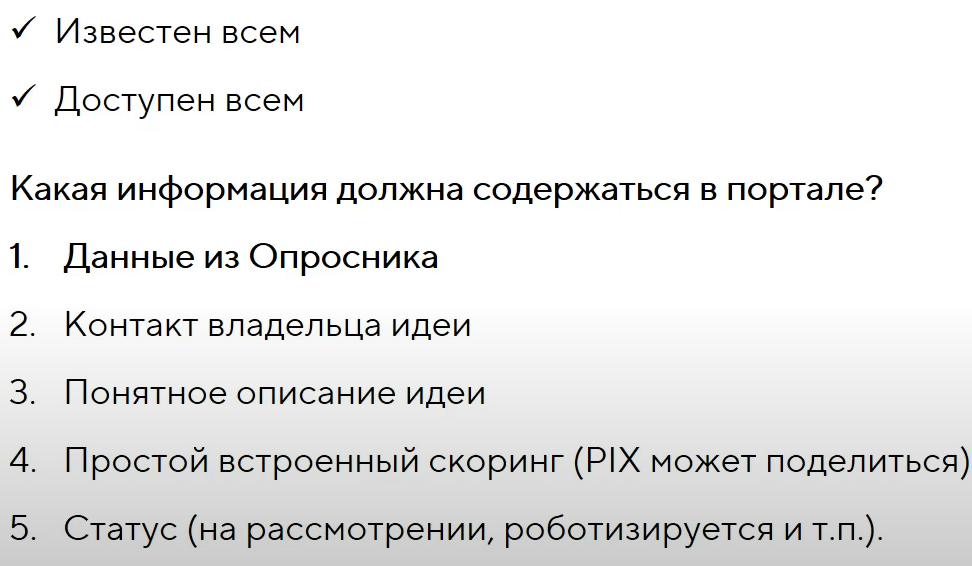 ✓ Известен всем
✓ Доступен всем
Какая информация должна содержаться в портале?
1. Данные из Опросника
2. Контакт владельца идеи
3. Понятное описание идеи
4. Простой встроенный скоринг (PIX может поделиться)
5. Статус (на рассмотрении, роботизируется и т.п.).